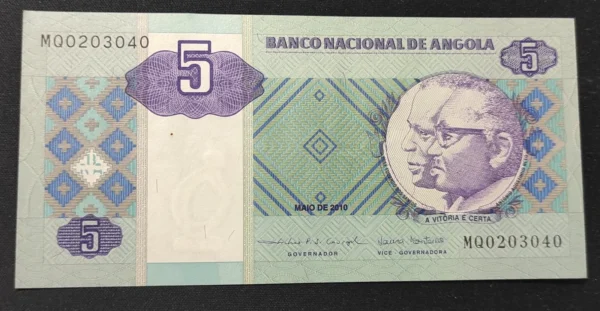 MQ0203040
5
BANCO NACIONAL DE ANGOLA
5
MAIO DE 2010
A VITÓRIA É CERTA
5
GOVERNADOR
VICE GOVERNADORA
MQ0203040